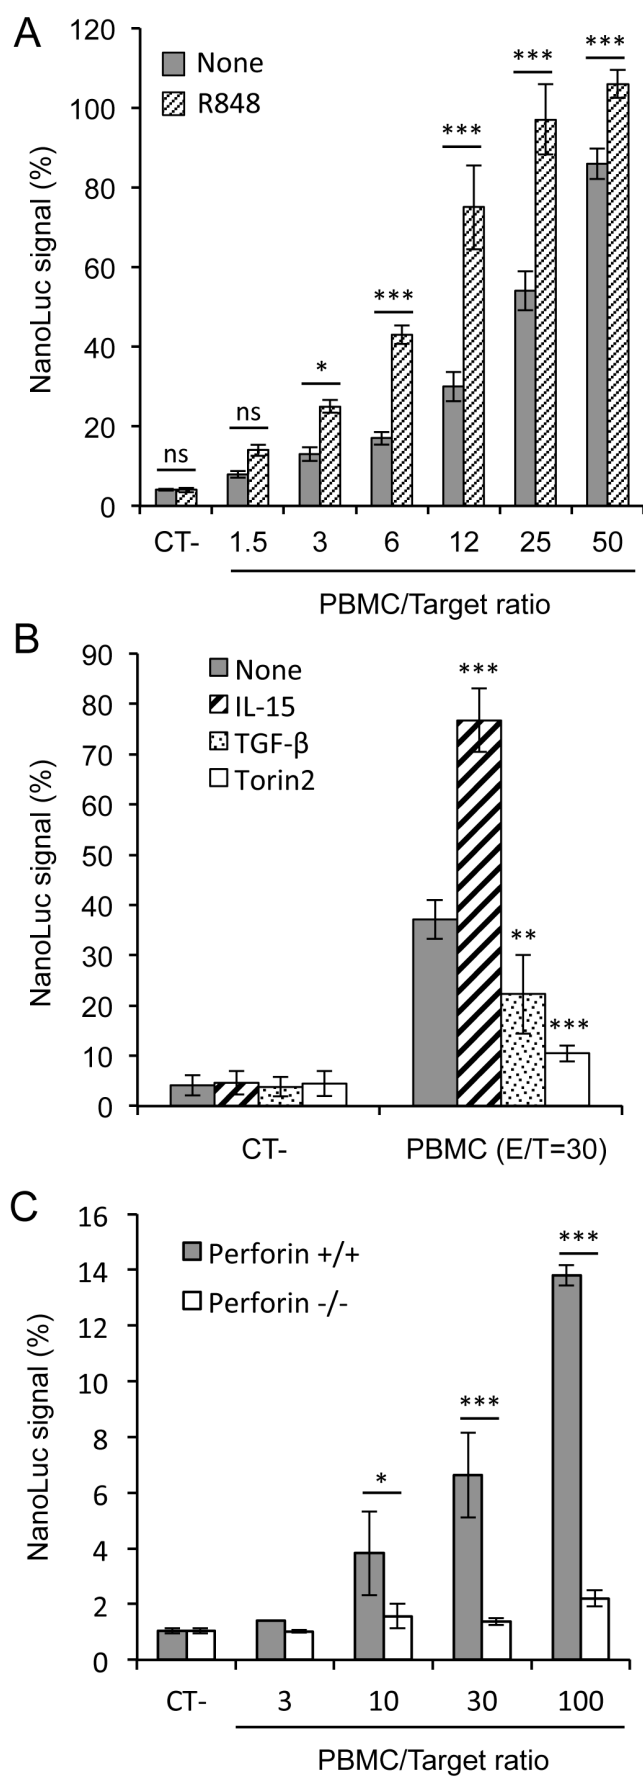 A
NanoLuc signal (%)
120
100
80
60
40
20
0
None
R848
ns
ns
*
***
***
***
***
CT- 1.5 3 6 12 25 50
PBMC/Target ratio
B
NanoLuc signal (%)
90
80
70
60
50
40
30
20
10
0
None
IL-15
TGF-β
Torin2
***
**
***
CT- PBMC (E/T=30)
C
NanoLuc signal (%)
16
14
12
10
8
6
4
2
0
Perforin +/+
Perforin -/-
*
***
***
CT- 3 10 30 100
PBMC/Target ratio